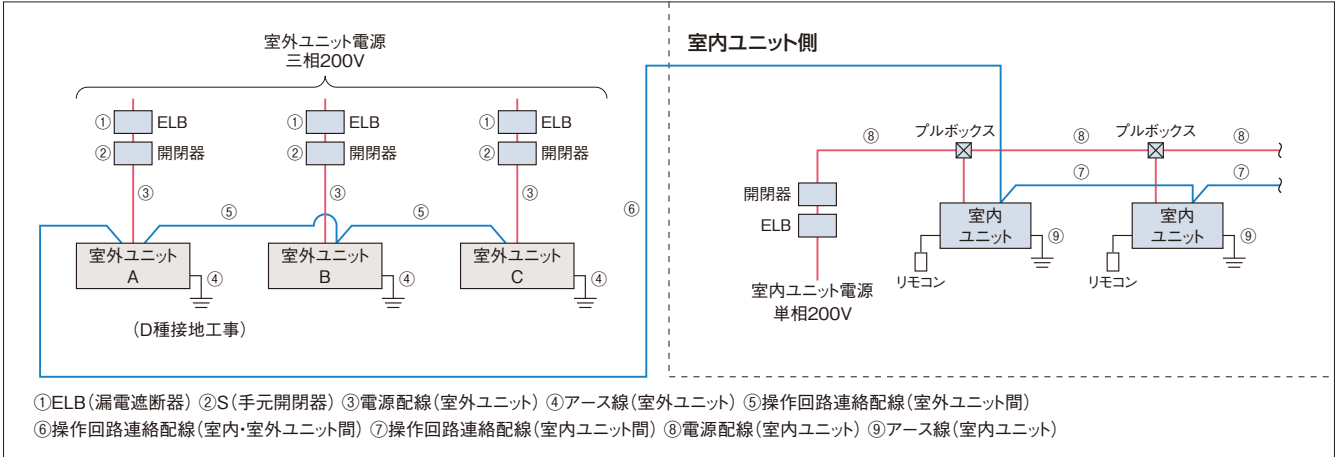 室外ユニット電源
三相200V
室内ユニット側
① ELB ① ELB ① ELB
② 開閉器 ② 開閉器 ② 開閉器
③ ③ ③
⑤ ⑤ ⑥
室外ユニット
A
室外ユニット
B
室外ユニット
C
④ ④ ④
(D種接地工事)
⑧ プルボックス ⑧ プルボックス ⑧
⑦ ⑦
開閉器
ELB
室内ユニット電源
単相200V
室内
ユニット
⑨
リモコン
室内
ユニット
⑨
リモコン
①ELB(漏電遮断器) ②S(手元開閉器) ③電源配線(室外ユニット) ④アース線(室外ユニット) ⑤操作回路連絡配線(室外ユニット間)
⑥操作回路連絡配線(室内・室外ユニット間) ⑦操作回路連絡配線(室内ユニット間) ⑧電源配線(室内ユニット) ⑨アース線(室内ユニット)